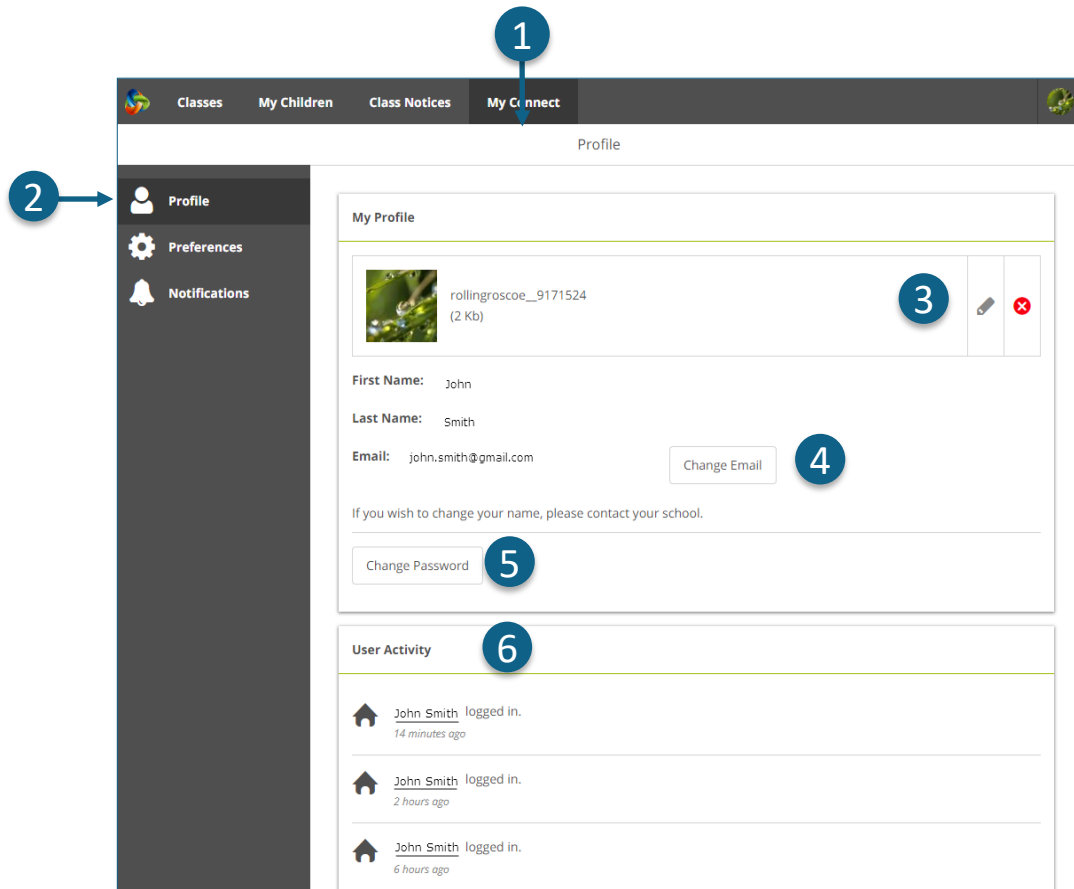 1
Classes My Children Class Notices My Connect
Profile
2
Profile
Preferences
Notifications
My Profile
rollingroscoe__9171524
(2 Kb)
3
First Name: John
Last Name: Smith
Email: john.smith@gmail.com Change Email 4
If you wish to change your name, please contact your school.
Change Password 5
User Activity 6
John Smith logged in.
14 minutes ago
John Smith logged in.
2 hours ago
John Smith logged in.
6 hours ago